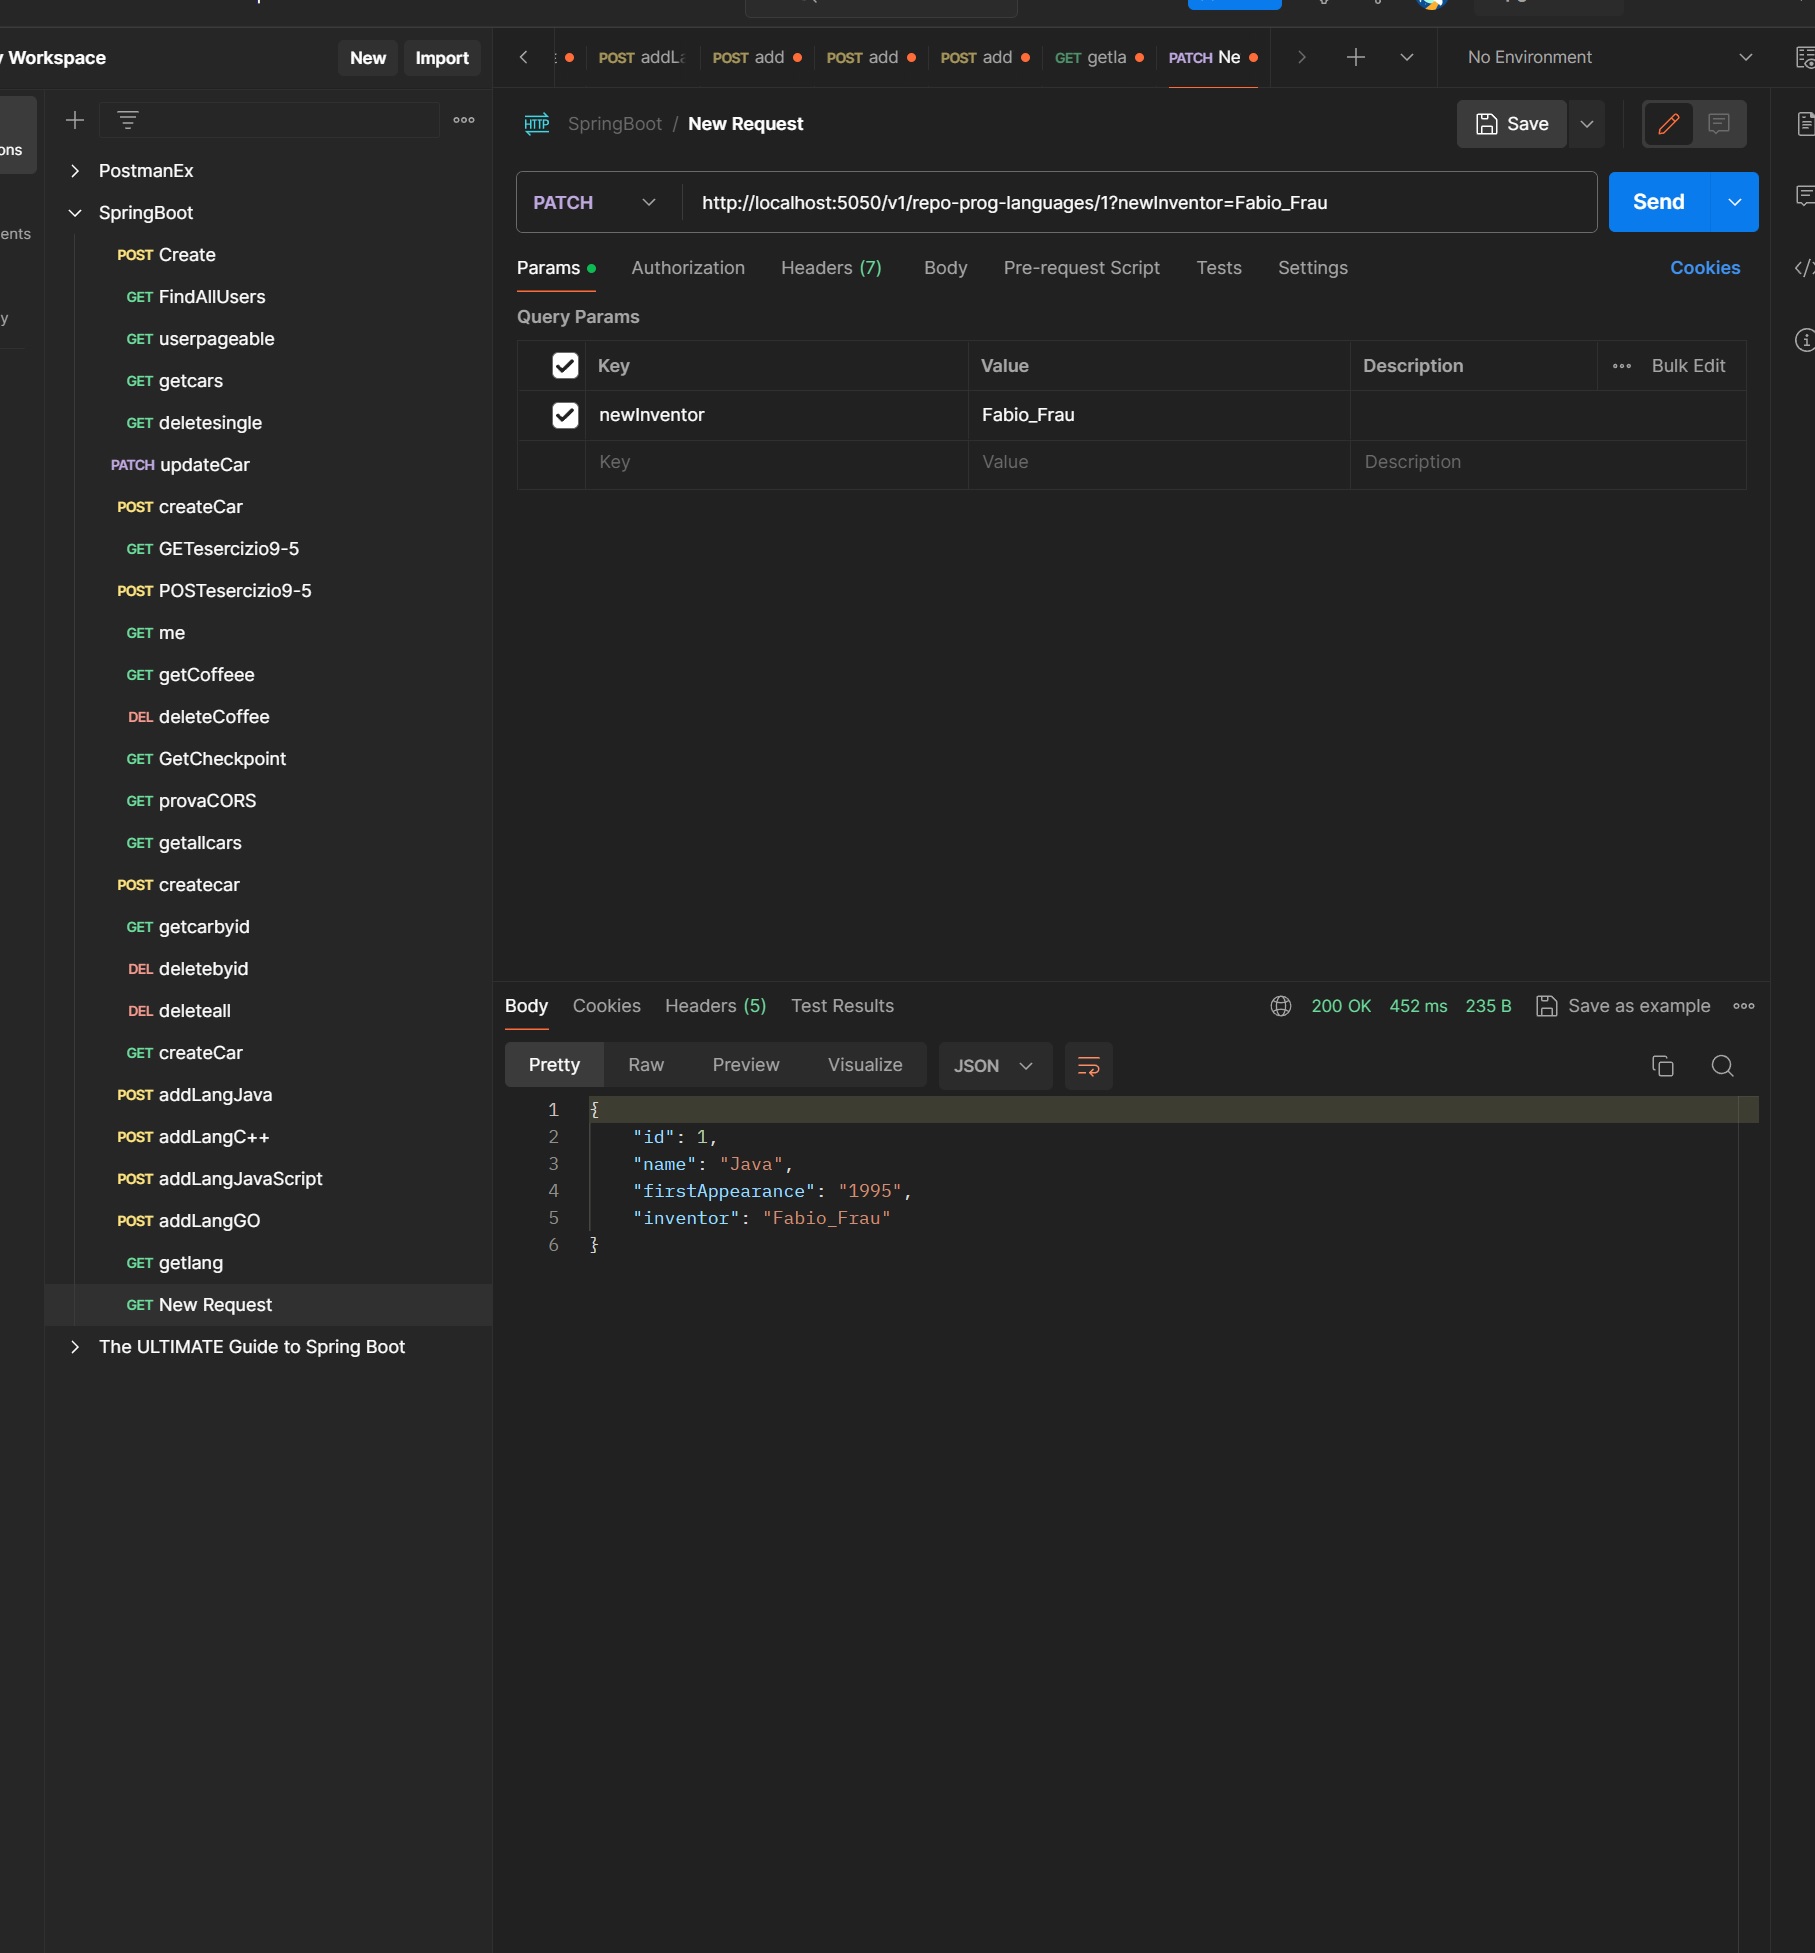 Workspace
New Import
POST addLa POST add POST add POST add GET getla PATCH Ne No Environment
ons
ents
y
PostmanEx
SpringBoot
POST Create
GET FindAllUsers
GET userpageable
GET getcars
GET deletesingle
PATCH updateCar
POST createCar
GET GETesercizio9-5
POST POSTesercizio9-5
GET me
GET getCoffeee
DEL deleteCoffee
GET GetCheckpoint
GET provaCORS
GET getallcars
POST createcar
GET getcarbyid
DEL deletebyid
DEL deleteall
GET createCar
POST addLangJava
POST addLangC++
POST addLangJavaScript
POST addLangGO
GET getlang
GET New Request
The ULTIMATE Guide to Spring Boot
HTTP SpringBoot / New Request Save
PATCH http://localhost:5050/v1/repo-prog-languages/1?newInventor=Fabio_Frau Send
Params Authorization Headers (7) Body Pre-request Script Tests Settings Cookies
Query Params
Key Value Description Bulk Edit
newInventor Fabio_Frau
Key Value Description
Body Cookies Headers (5) Test Results 200 OK 452 ms 235 B Save as example
Pretty Raw Preview Visualize JSON
1 {
2 "id": 1,
3 "name": "Java",
4 "firstAppearance": "1995",
5 "inventor": "Fabio_Frau"
6 }